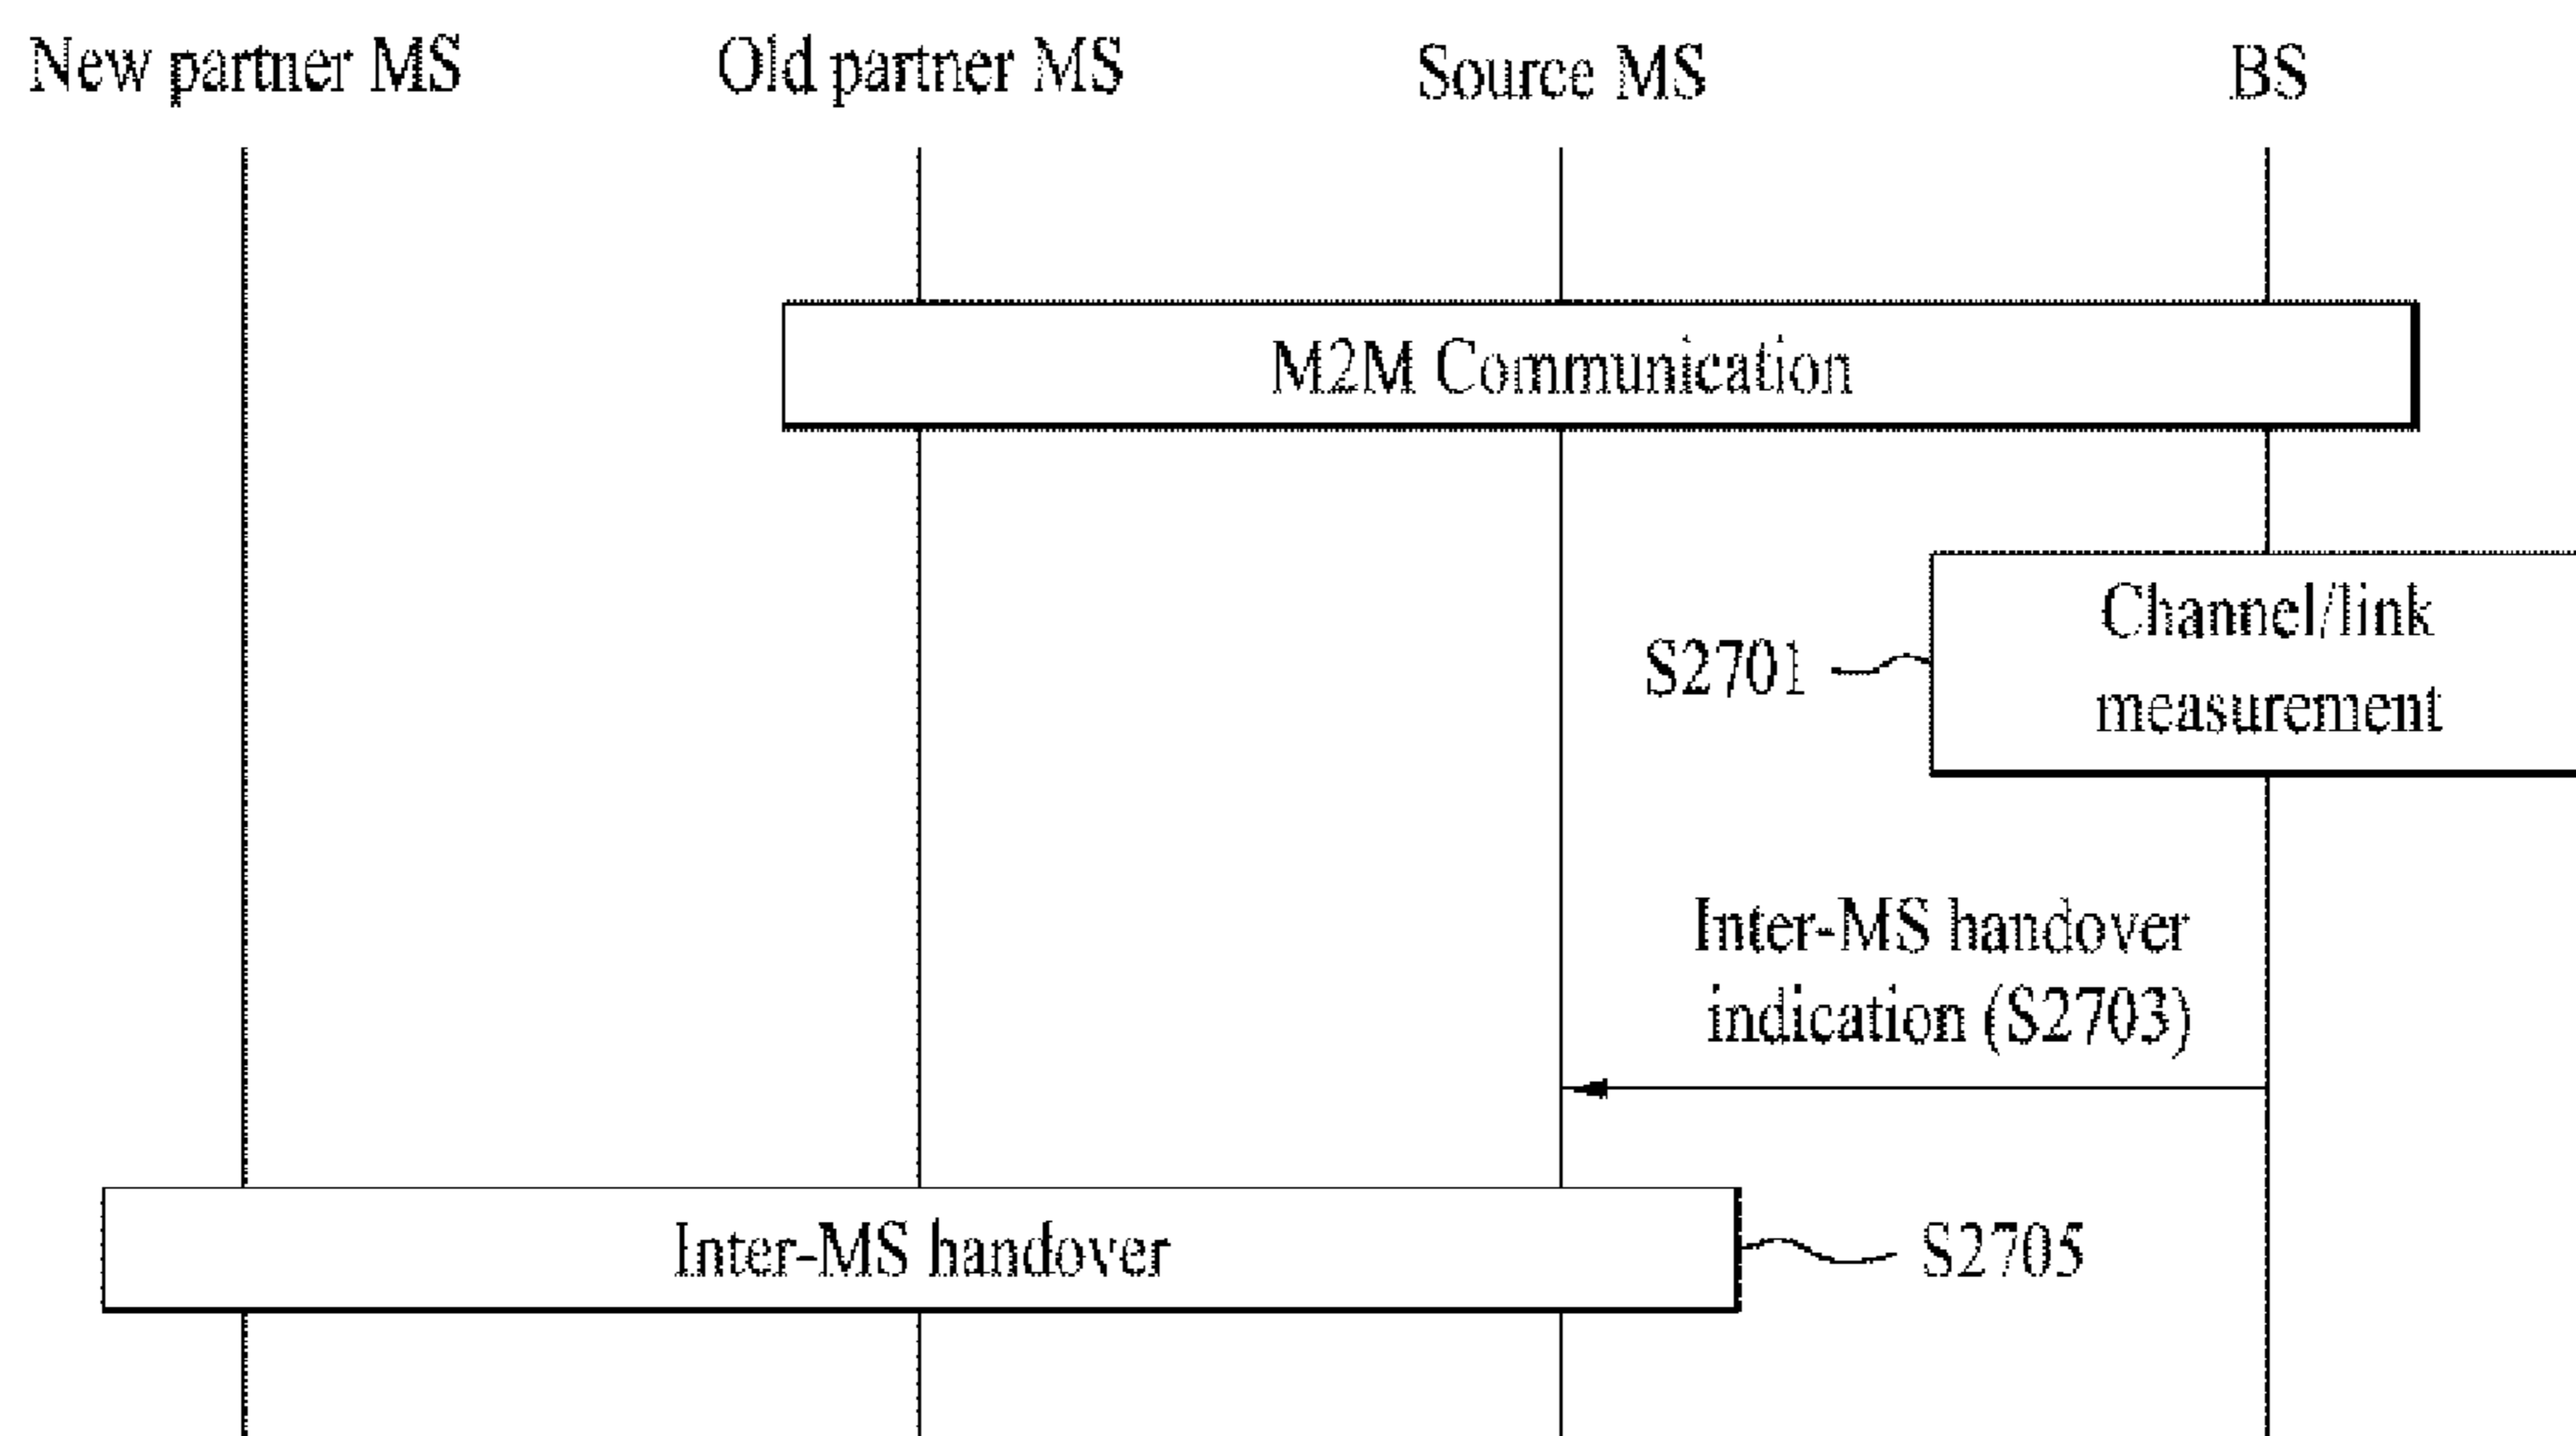 New partner MS
Old partner MS
Source MS
BS
M2M Communication
Channel/link
measurement
S2701
Inter-MS handover
indication (S2703)
Inter-MS handover
S2705